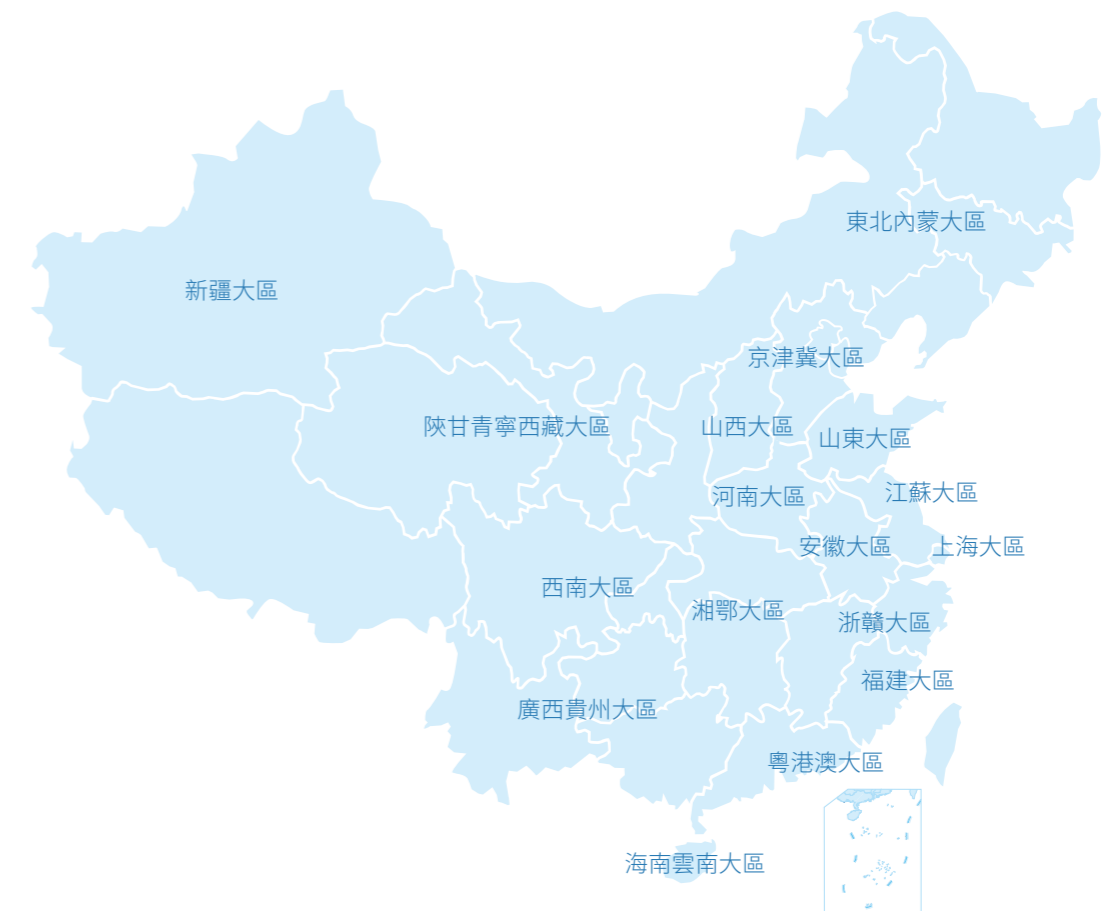 東北內蒙大區
新疆大區
京津冀大區
陝甘青寧西藏大區
山西大區
山東大區
河南大區
江蘇大區
安徽大區
上海大區
西南大區
湘鄂大區
浙贛大區
福建大區
廣西貴州大區
粵港澳大區
海南雲南大區